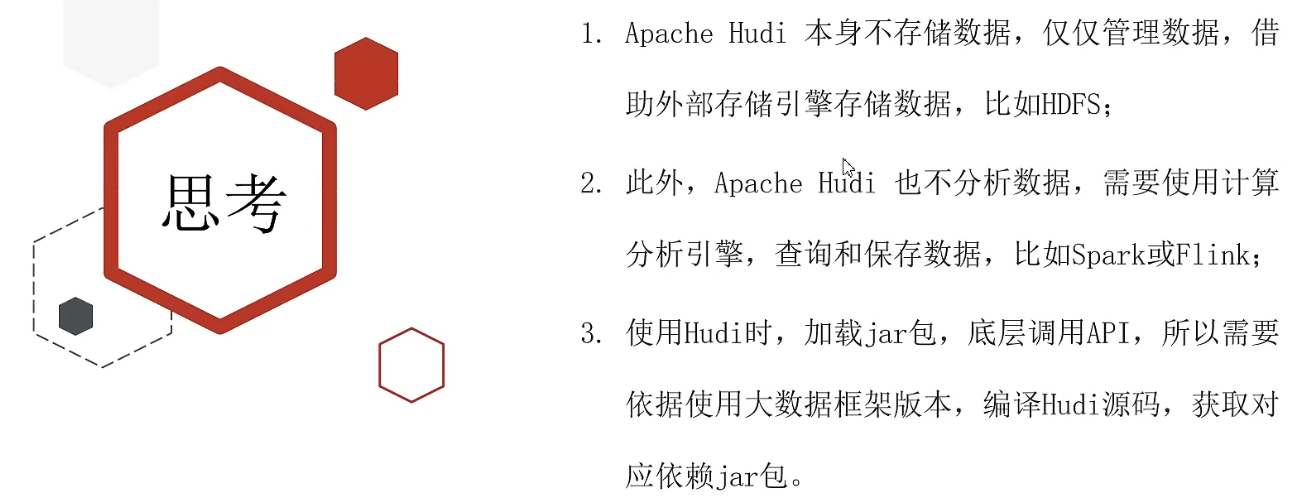 思考
1. Apache Hudi 本身不存储数据，仅仅管理数据，借
助外部存储引擎存储数据，比如HDFS；
2. 此外，Apache Hudi 也不分析数据，需要使用计算
分析引擎，查询和保存数据，比如Spark或Flink；
3. 使用Hudi时，加载jar包，底层调用API，所以需要
依据使用大数据框架版本，编译Hudi源码，获取对
应依赖jar包。